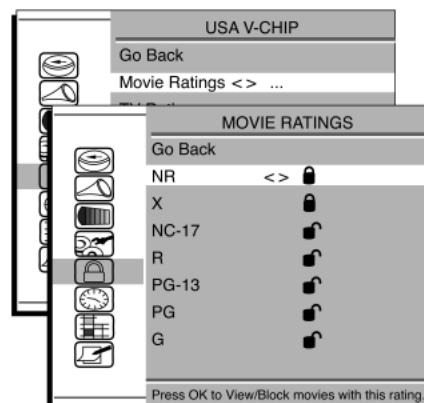 USA V-CHIP
Go Back
Movie Ratings < > ...
MOVIE RATINGS
Go Back
NR < >
X
NC-17
R
PG-13
PG
G
Press OK to View/Block movies with this rating.